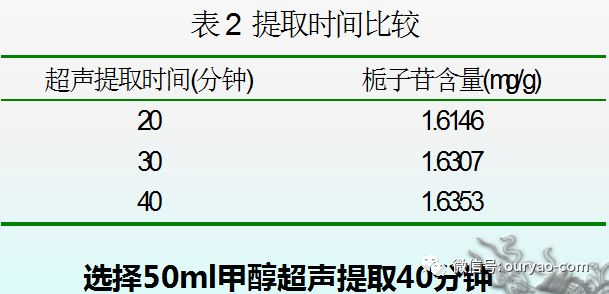 表2 提取时间比较
超声提取时间(分钟) 栀子苷含量(mg/g)
20 1.6146
30 1.6307
40 1.6353
微信号: ouryao-com
选择50ml甲醇超声提取40分钟